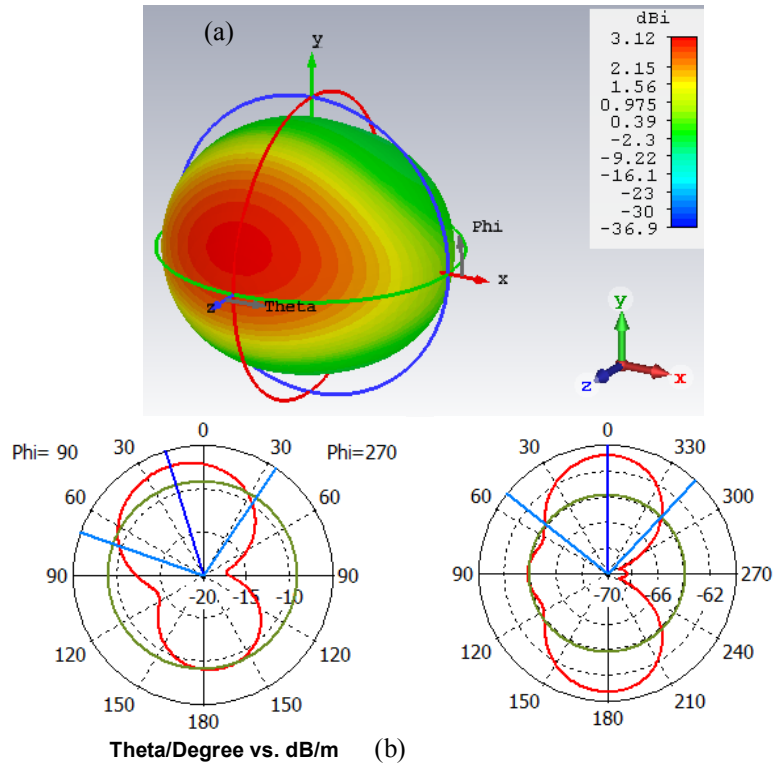 (a)
y
Phi
x
z
Theta
dBi
3.12
2.15
1.56
0.975
0.39
-2.3
-9.22
-16.1
-23
-30
-36.9
y
z
x
Phi= 90
30
0
30
Phi=270
60
60
90
-20
-15
-10
90
120
120
150
180
150
0
30
330
60
300
90
-70
-66
-62
270
120
240
150
180
210
Theta/Degree vs. dB/m
(b)